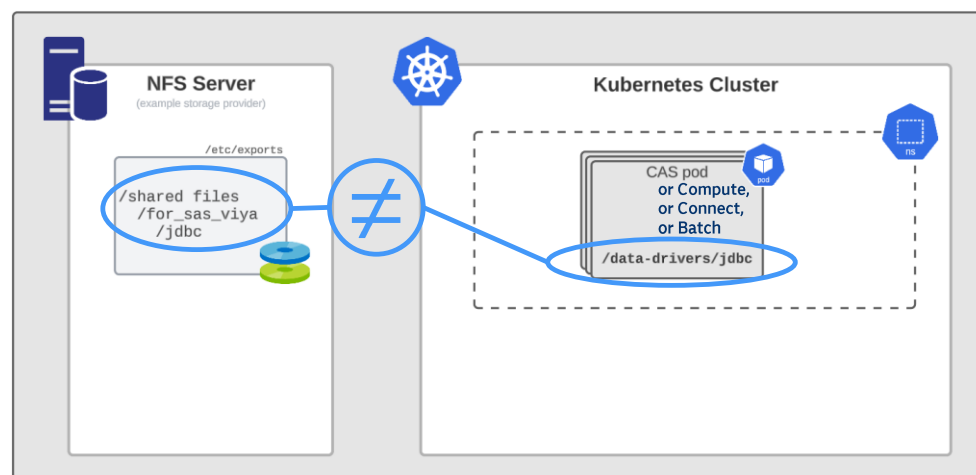 NFS Server
(example storage provider)
/etc/exports
/shared files
/for_sas_viya
/jdbc
≠
Kubernetes Cluster
ns
CAS pod
pod
or Compute,
or Connect,
or Batch
/data-drivers/jdbc